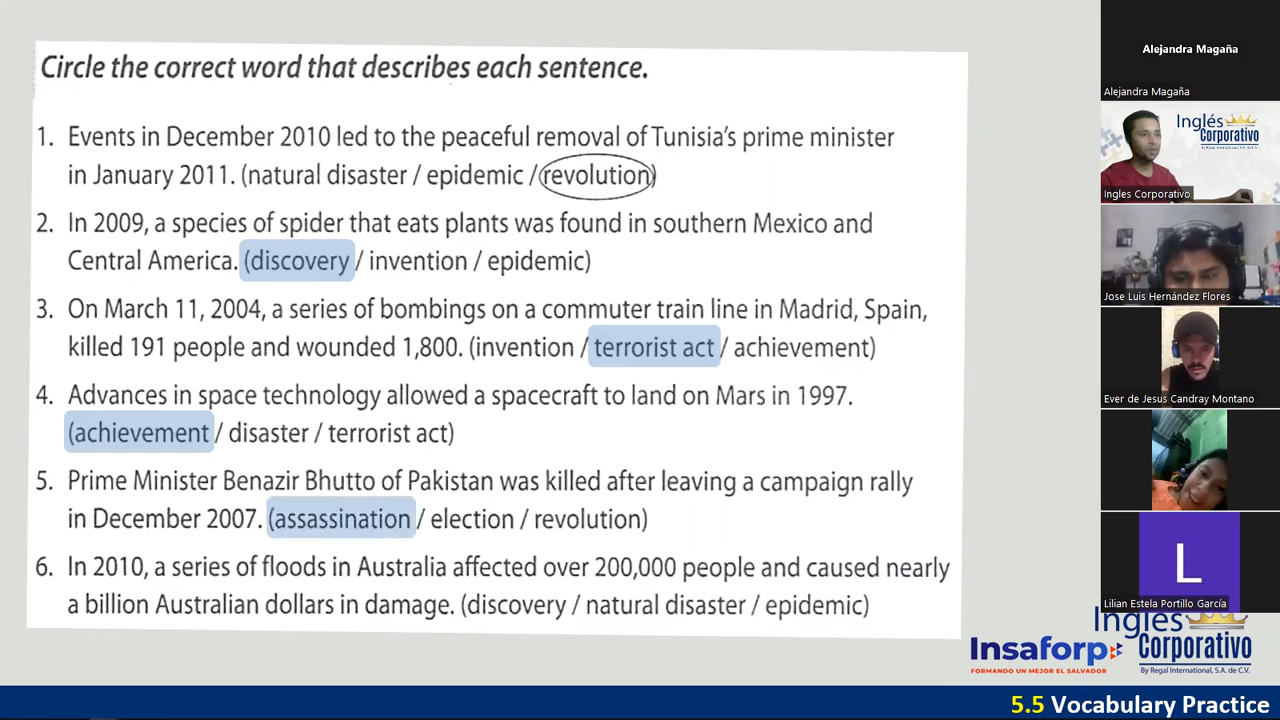 Circle the correct word that describes each sentence.
1. Events in December 2010 led to the peaceful removal of Tunisia's prime minister
in January 2011. (natural disaster / epidemic / revolution)
2. In 2009, a species of spider that eats plants was found in southern Mexico and
Central America. (discovery / invention / epidemic)
3. On March 11, 2004, a series of bombings on a commuter train line in Madrid, Spain,
killed 191 people and wounded 1,800. (invention / terrorist act / achievement)
4. Advances in space technology allowed a spacecraft to land on Mars in 1997.
(achievement / disaster / terrorist act)
5. Prime Minister Benazir Bhutto of Pakistan was killed after leaving a campaign rally
in December 2007. (assassination / election / revolution)
6. In 2010, a series of floods in Australia affected over 200,000 people and caused nearly
a billion Australian dollars in damage. (discovery / natural disaster / epidemic)
Alejandra Magaña
Alejandra Magaña
Inglés
Corporativo
By Regal International, S.A. de C.V.
Ingles Corporativo
Jose Luis Hernández Flores
Ever de Jesus Candray Montano
L
Lilian Estela Portillo García
Insaforp
FORMANDO UN MEJOR EL SALVADOR
Inglés
Corporativo
By Regal International, S.A. de C.V.
5.5 Vocabulary Practice